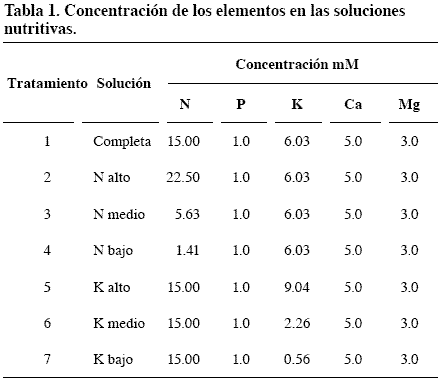 Tabla 1. Concentración de los elementos en las soluciones
nutritivas.
Concentración mM
Tratamiento Solución
N P K Ca Mg
1 Completa 15.00 1.0 6.03 5.0 3.0
2 N alto 22.50 1.0 6.03 5.0 3.0
3 N medio 5.63 1.0 6.03 5.0 3.0
4 N bajo 1.41 1.0 6.03 5.0 3.0
5 K alto 15.00 1.0 9.04 5.0 3.0
6 K medio 15.00 1.0 2.26 5.0 3.0
7 K bajo 15.00 1.0 0.56 5.0 3.0